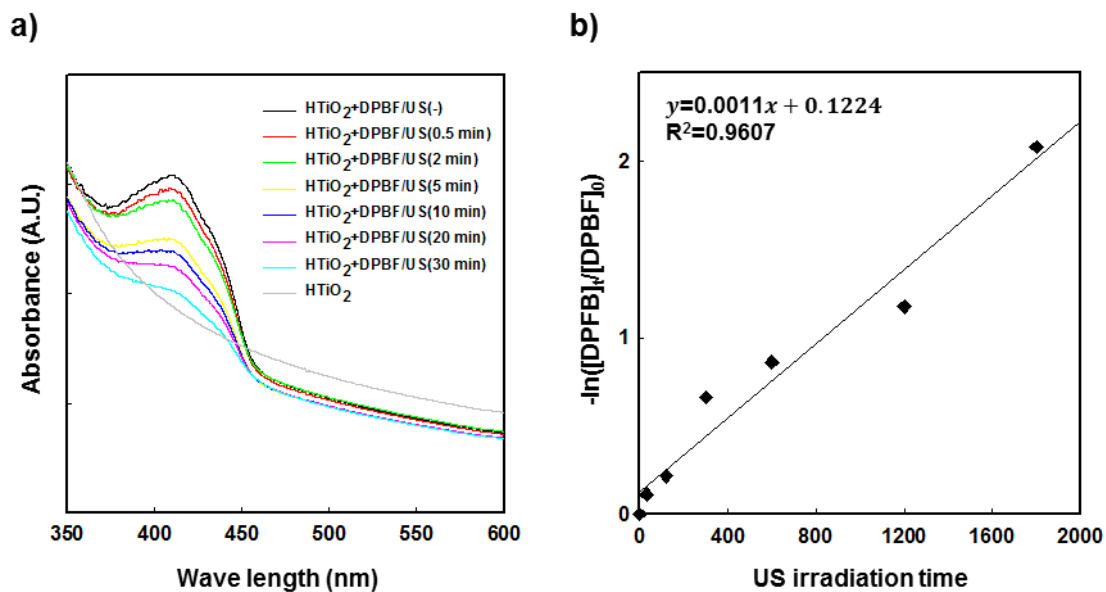 a)
HTiO2+DPBF/US(-)
HTiO2+DPBF/US(0.5 min)
HTiO2+DPBF/US(2 min)
HTiO2+DPBF/US(5 min)
HTiO2+DPBF/US(10 min)
HTiO2+DPBF/US(20 min)
HTiO2+DPBF/US(30 min)
HTiO2
Absorbance (A.U.)
350 400 450 500 550 600
Wave length (nm)
b)
y=0.0011x + 0.1224
R²=0.9607
-ln([DPFB]t/[DPBF]0)
2
1
0
0 400 800 1200 1600 2000
US irradiation time